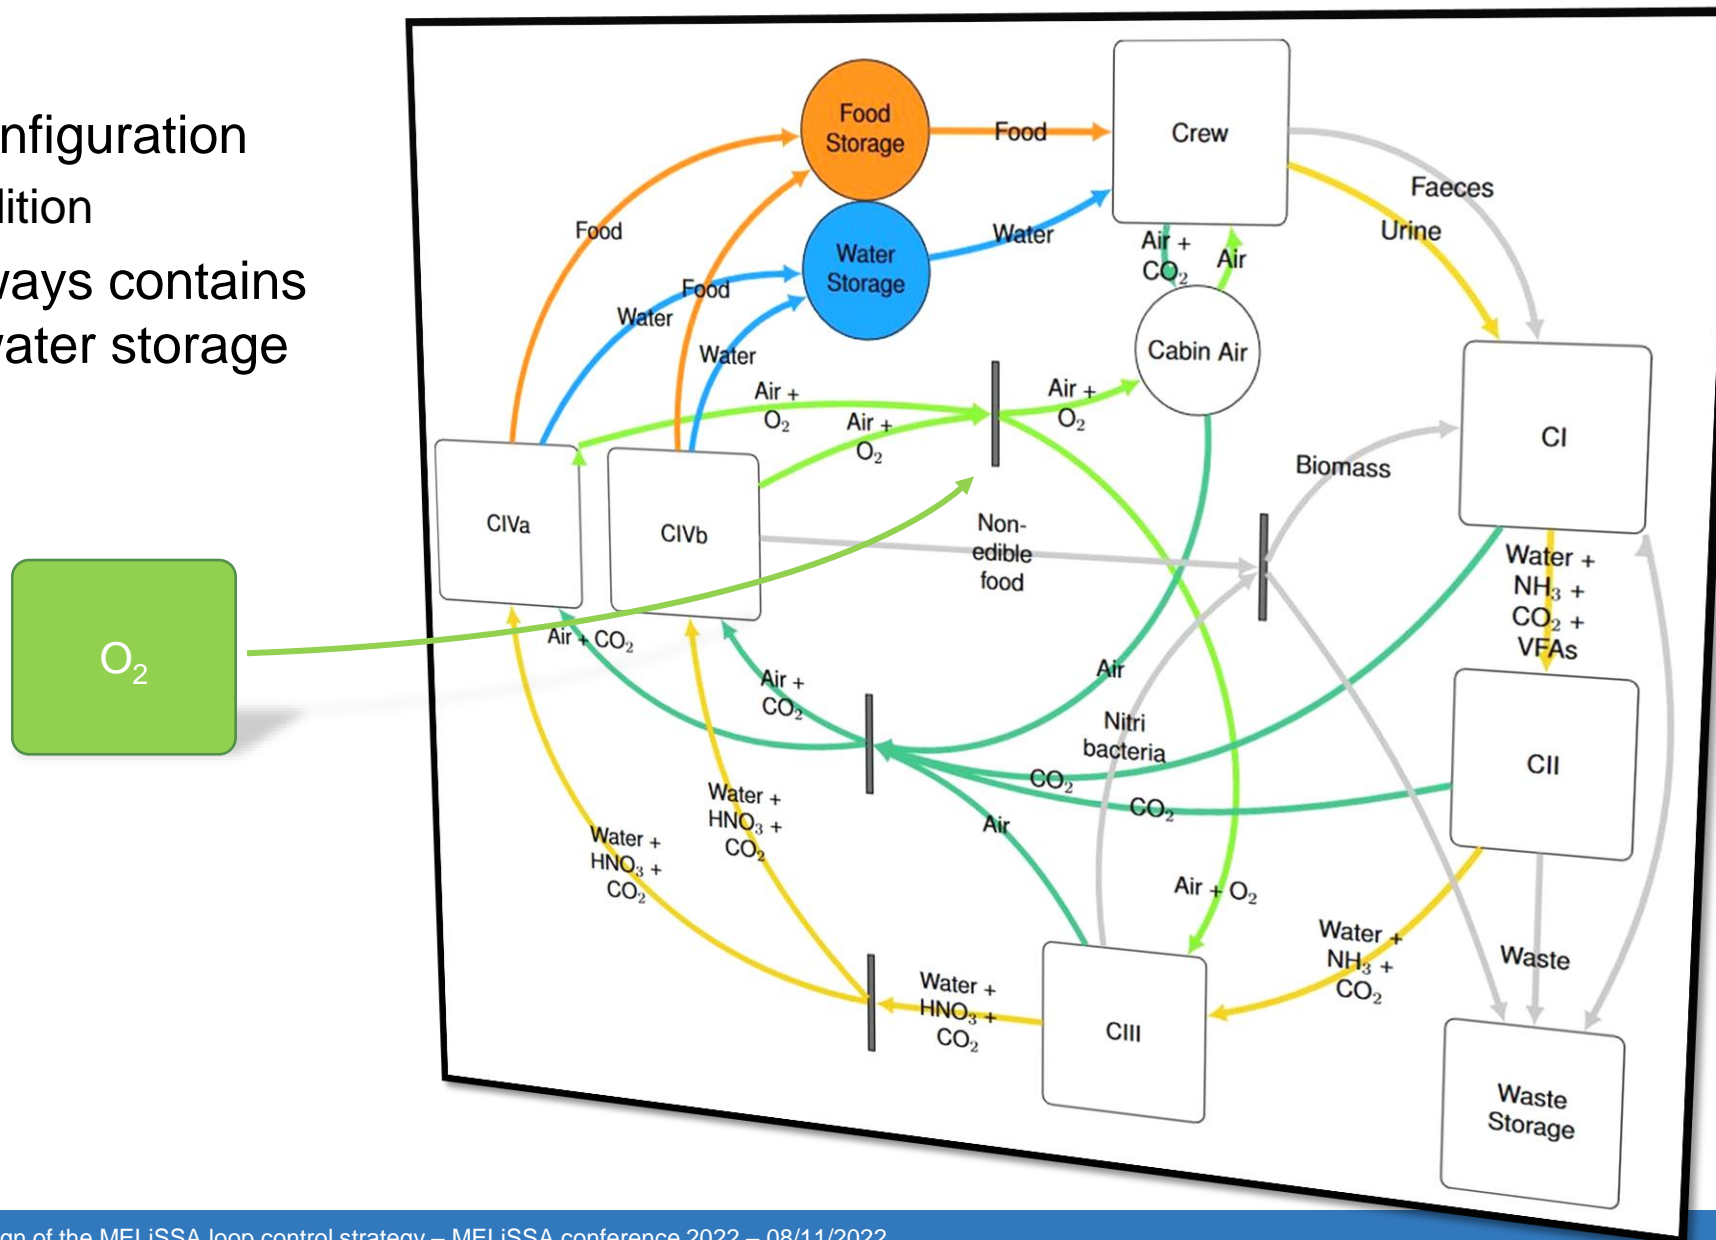 nfiguration
lition
ways contains
water storage
O₂
Food
Storage
Food
Crew
Faeces
Urine
Food
Water
Storage
Water
Air +
CO₂
Air
Food
Water
Water
Cabin Air
Air +
O₂
Air +
O₂
Air +
O₂
CI
Biomass
CIVa
CIVb
Non-
edible
food
Water +
NH₃ +
CO₂ +
VFAs
Air + CO₂
Air +
CO₂
Air
Nitri
bacteria
CII
CO₂
CO₂
Air
Water +
HNO₃ +
CO₂
Water +
HNO₃ +
CO₂
Air + O₂
Water +
NH₃ +
CO₂
Waste
Water +
HNO₃ +
CO₂
CIII
Waste
Storage
gn of the MELiSSA loop control strategy – MELiSSA conference 2022 – 08/11/2022